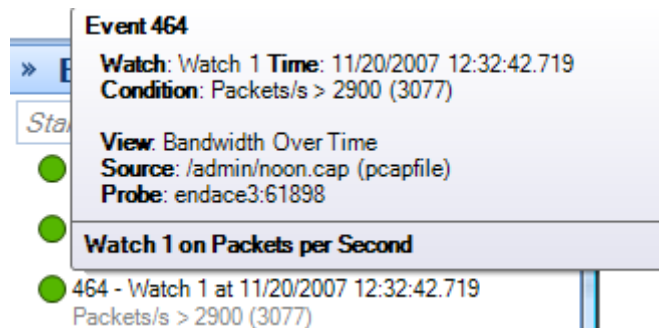 Event 464
Watch: Watch 1 Time: 11/20/2007 12:32:42.719
Condition: Packets/s > 2900 (3077)
View: Bandwidth Over Time
Source: /admin/noon.cap (pcapfile)
Probe: endace3:61898
Watch 1 on Packets per Second
» E
464 - Watch 1 at 11/20/2007 12:32:42.719
Packets/s > 2900 (3077)